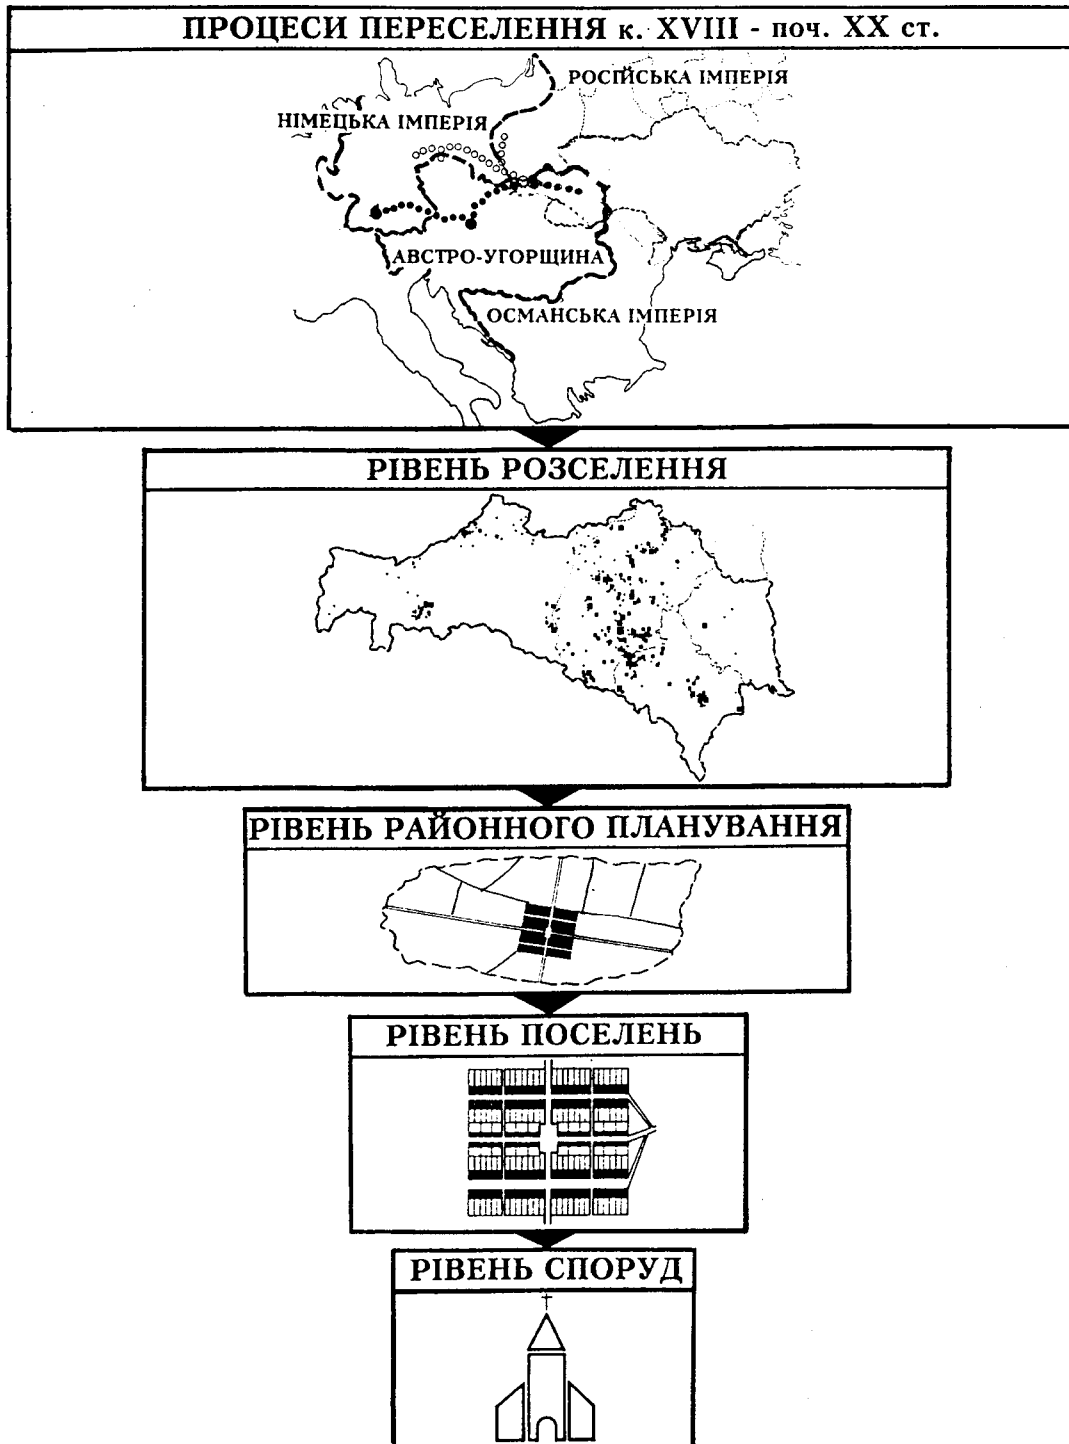 ПРОЦЕСИ ПЕРЕСЕЛЕННЯ к. XVIII - поч. XX ст.
РОСІЙСЬКА ІМПЕРІЯ
НІМЕЦЬКА ІМПЕРІЯ
АВСТРО-УГОРЩИНА
ОСМАНСЬКА ІМПЕРІЯ
РІВЕНЬ РОЗСЕЛЕННЯ
РІВЕНЬ РАЙОННОГО ПЛАНУВАННЯ
РІВЕНЬ ПОСЕЛЕНЬ
РІВЕНЬ СПОРУД